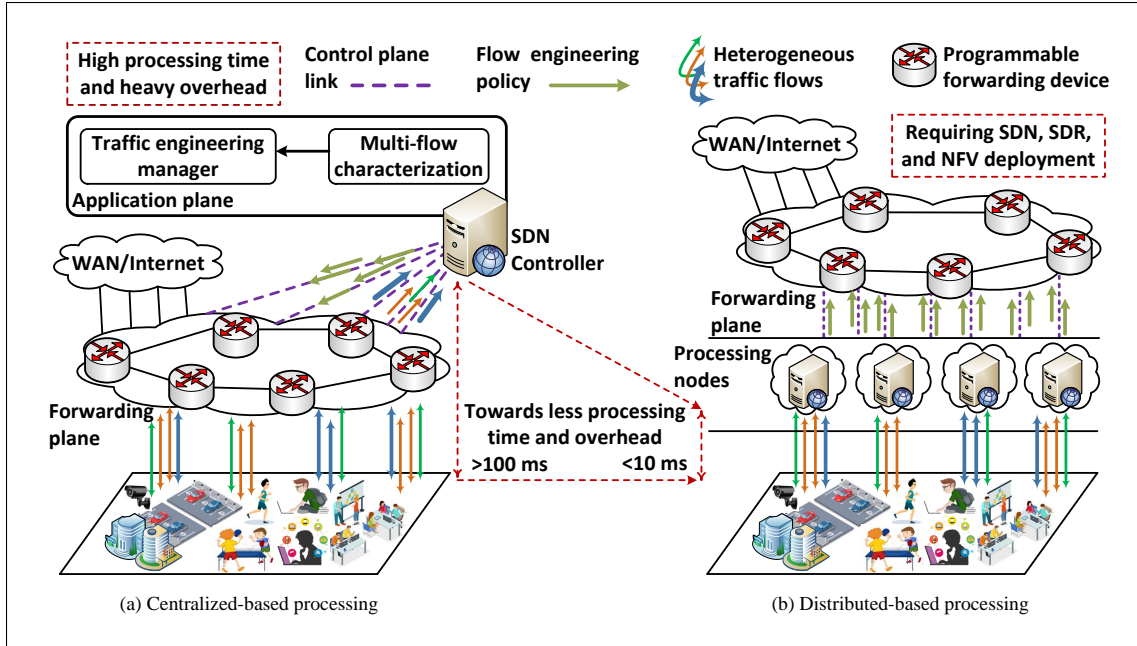 High processing time
and heavy overhead
Control plane
link
Flow engineering
policy
Heterogeneous
traffic flows
Programmable
forwarding device
Traffic engineering
manager
Multi-flow
characterization
Application plane
SDN
Controller
WAN/Internet
Forwarding
plane
Towards less processing
time and overhead
>100 ms
<10 ms
(a) Centralized-based processing
WAN/Internet
Requiring SDN, SDR,
and NFV deployment
Forwarding
plane
Processing
nodes
(b) Distributed-based processing